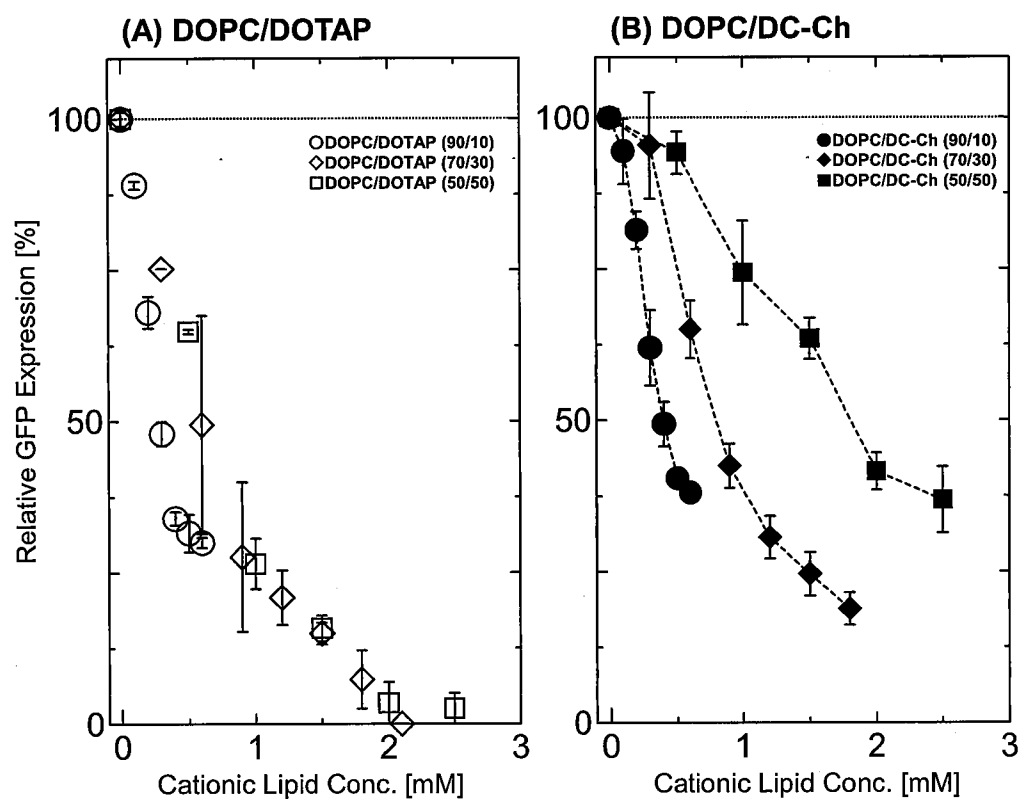 (A) DOPC/DOTAP
DOPC/DOTAP (90/10)
DOPC/DOTAP (70/30)
DOPC/DOTAP (50/50)
100
50
0
Relative GFP Expression [%]
0 1 2 3
Cationic Lipid Conc. [mM]
(B) DOPC/DC-Ch
DOPC/DC-Ch (90/10)
DOPC/DC-Ch (70/30)
DOPC/DC-Ch (50/50)
100
50
0
0 1 2 3
Cationic Lipid Conc. [mM]